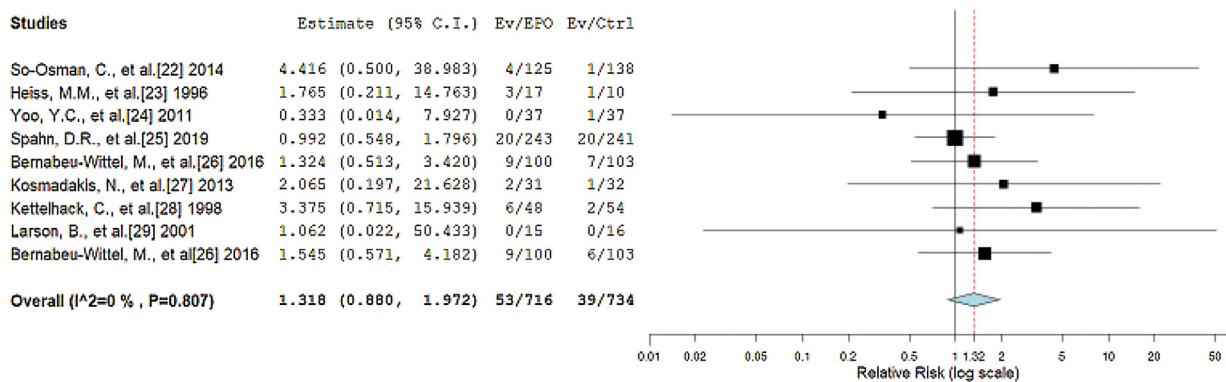 Studies Estimate (95% C.I.) Ev/EPO Ev/Ctrl
So-Osman, C., et al.[22] 2014 4.416 (0.500, 38.983) 4/125 1/138
Heiss, M.M., et al.[23] 1996 1.765 (0.211, 14.763) 3/17 1/10
Yoo, Y.C., et al.[24] 2011 0.333 (0.014, 7.927) 0/37 1/37
Spahn, D.R., et al.[25] 2019 0.992 (0.548, 1.796) 20/243 20/241
Bernabeu-Wittel, M., et al.[26] 2016 1.324 (0.513, 3.420) 9/100 7/103
Kosmadakis, N., et al.[27] 2013 2.065 (0.197, 21.628) 2/31 1/32
Kettelhack, C., et al.[28] 1998 3.375 (0.715, 15.939) 6/48 2/54
Larson, B., et al.[29] 2001 1.062 (0.022, 50.433) 0/15 0/16
Bernabeu-Wittel, M., et al[26] 2016 1.545 (0.571, 4.182) 9/100 6/103
Overall (I^2=0 % , P=0.807) 1.318 (0.880, 1.972) 53/716 39/734
0.01 0.02 0.05 0.1 0.2 0.5 1 1.32 2 5 10 20 50
Relative Risk (log scale)